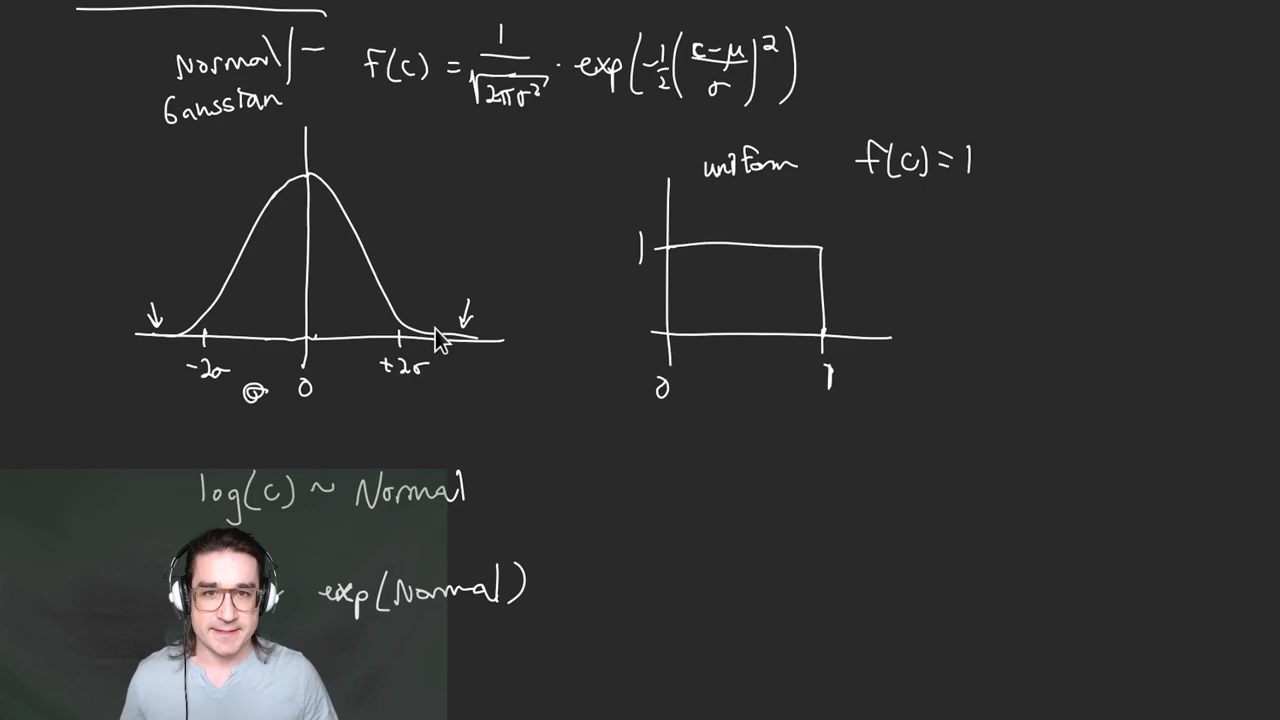 Normal/
Gaussian
f(c) = 1/√(2πσ²) · exp(-1/2((c-μ)/σ)²)
uniform f(c) = 1
1
-2σ 0 +2σ
0 1
log(c) ~ Normal
exp(Normal)